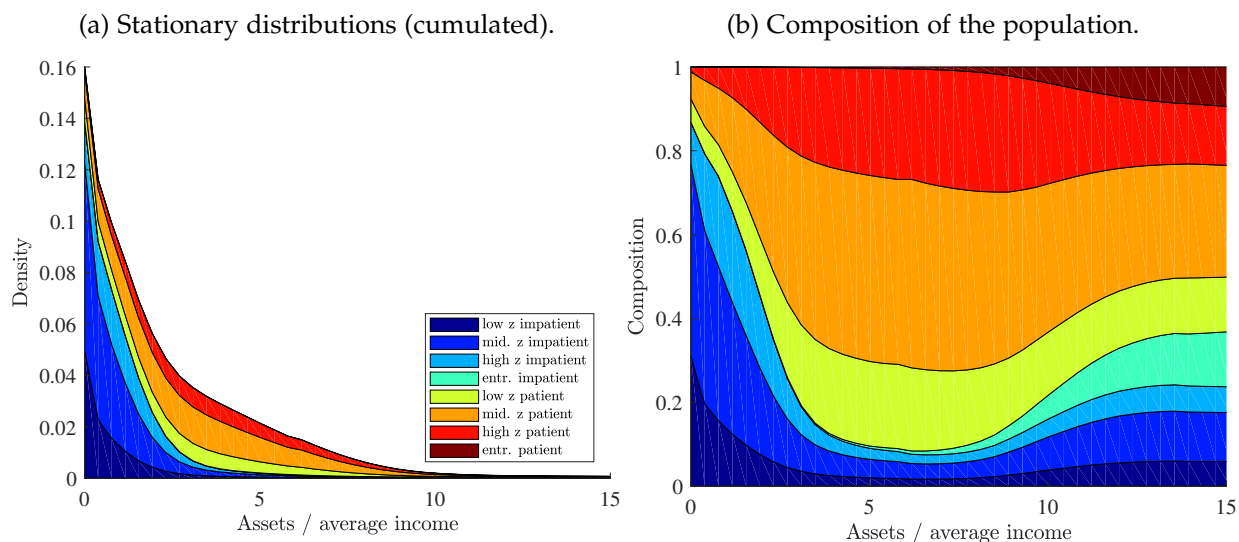 (a) Stationary distributions (cumulated).
0.16
0.14
0.12
0.1
0.08
0.06
0.04
0.02
0
Density
0
5
10
15
Assets / average income
low z impatient
mid. z impatient
high z impatient
entr. impatient
low z patient
mid. z patient
high z patient
entr. patient
(b) Composition of the population.
1
0.8
0.6
0.4
0.2
0
Composition
0
5
10
15
Assets / average income